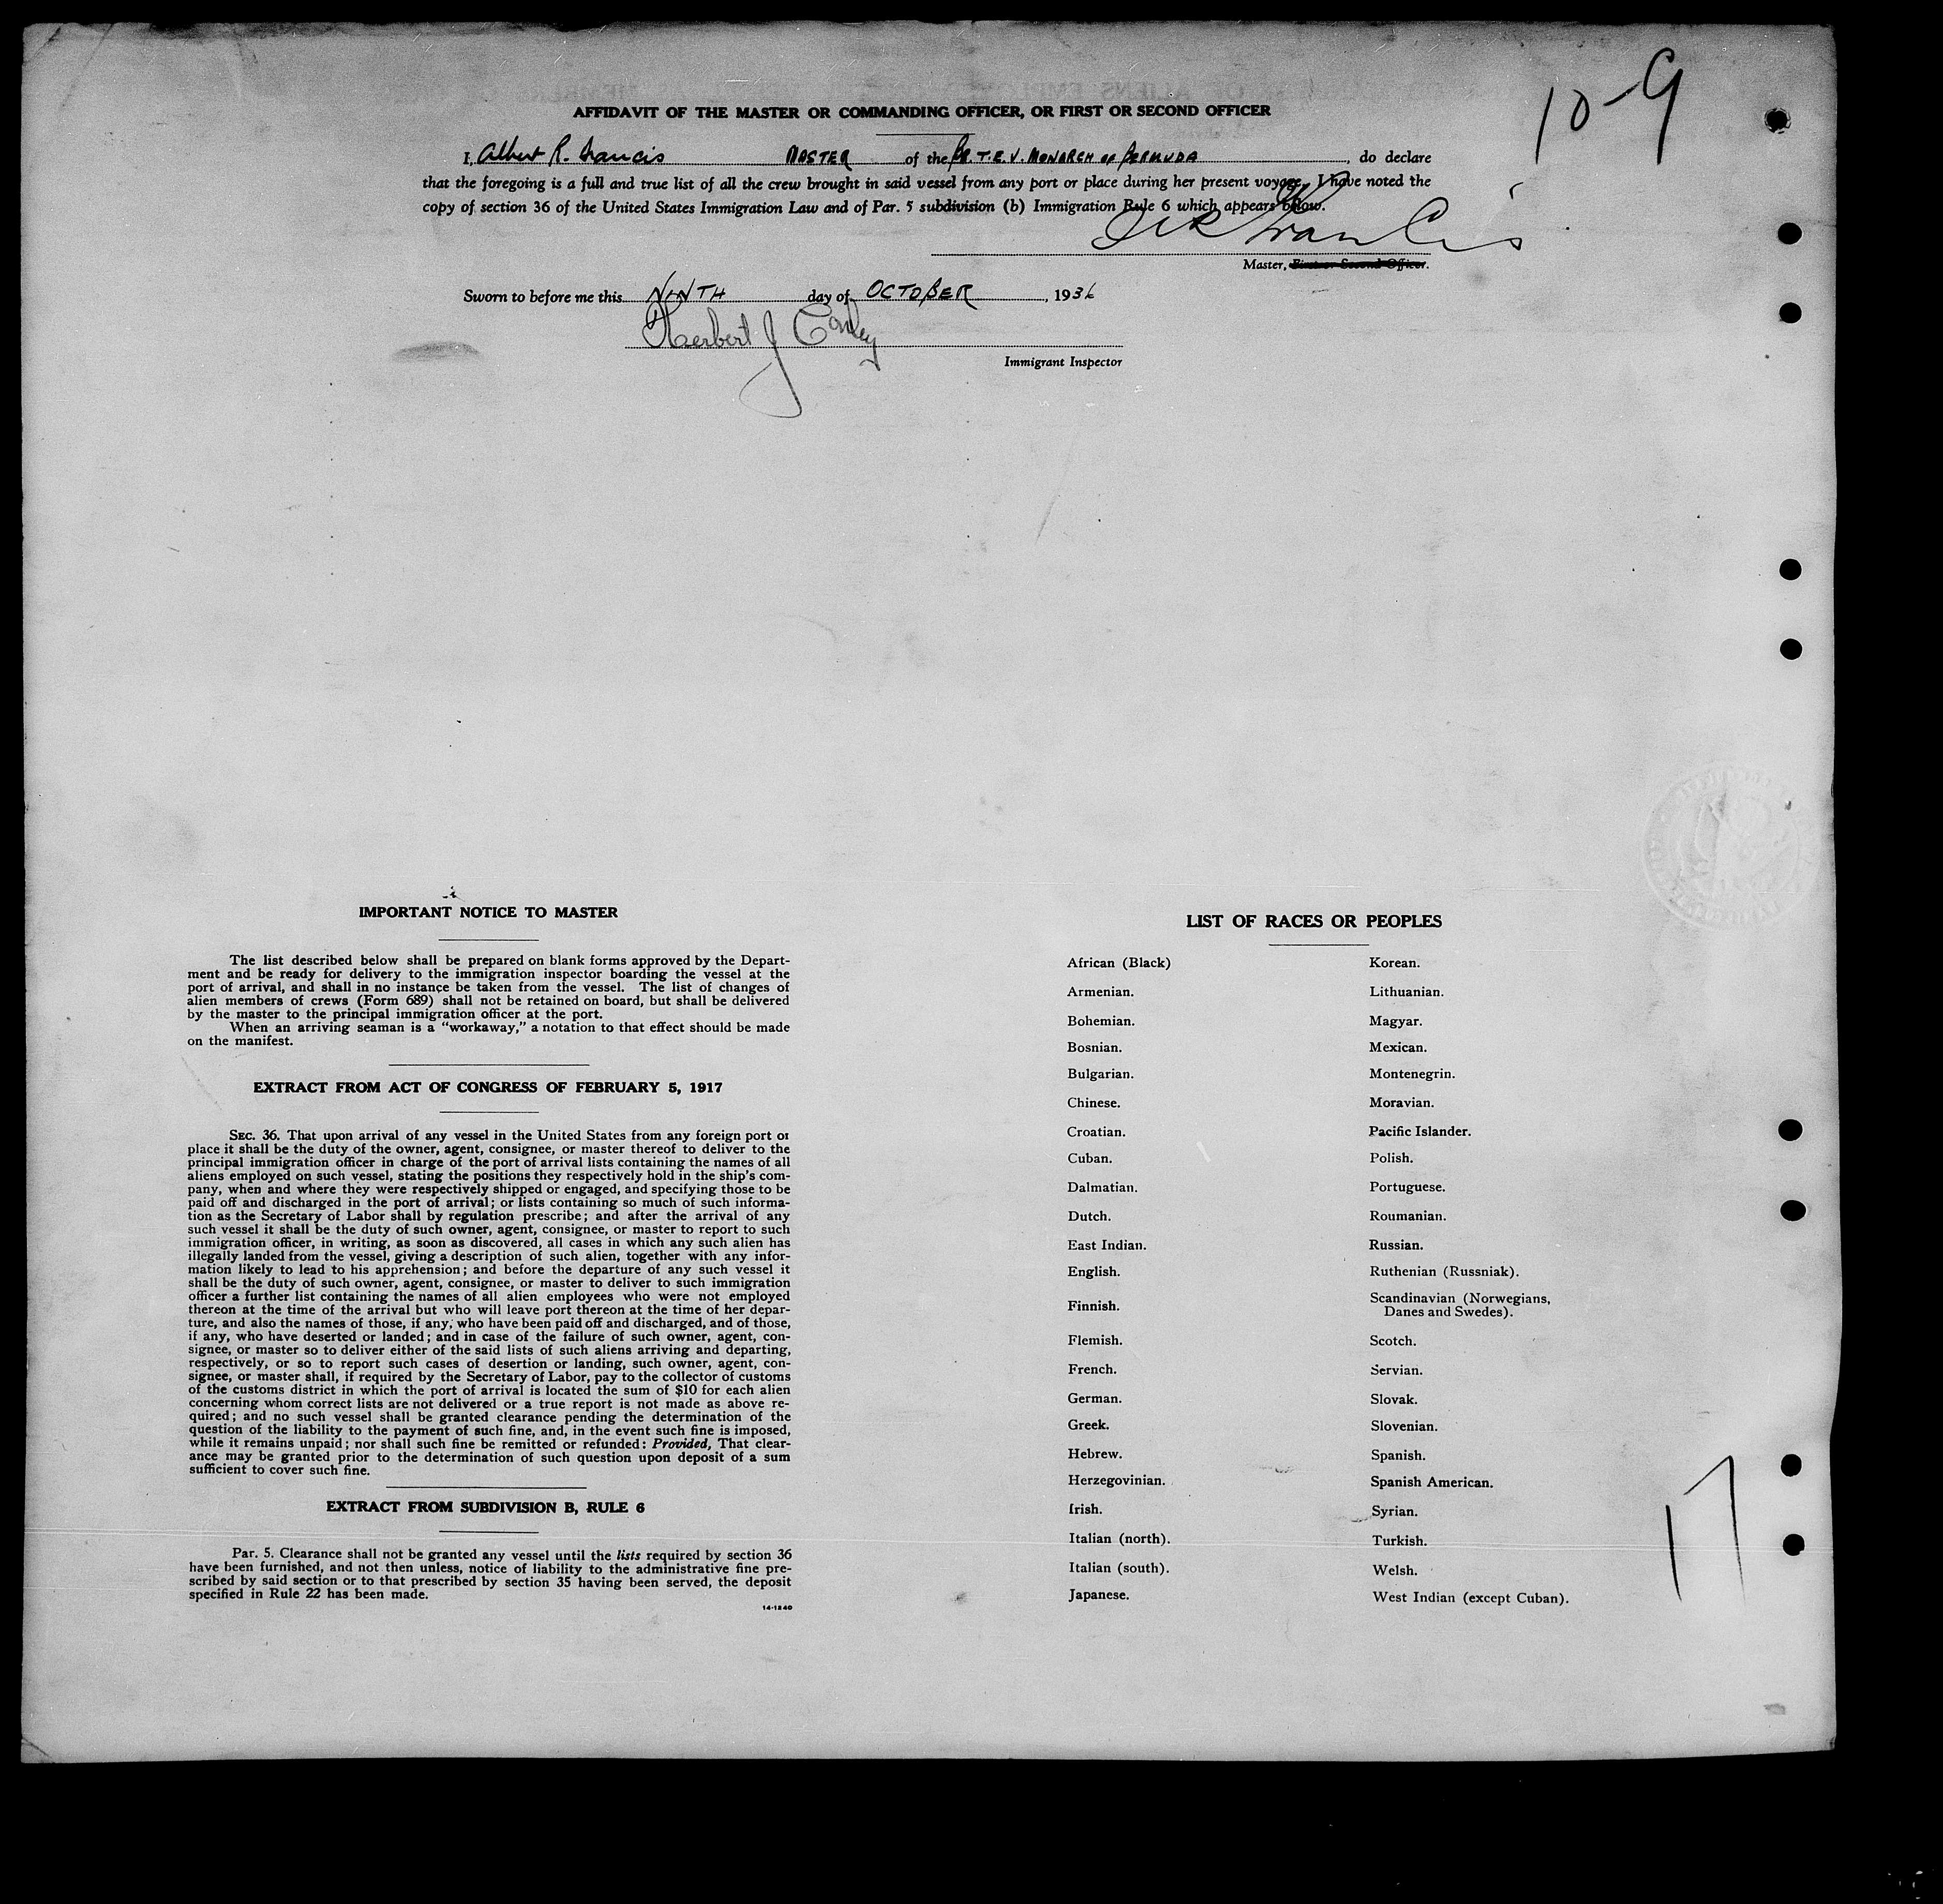 10-9
AFFIDAVIT OF THE MASTER OR COMMANDING OFFICER, OR FIRST OR SECOND OFFICER
I, Albert R. Francis MASTER of the Br. T.E.V. MONARCH OF BERMUDA, do declare
that the foregoing is a full and true list of all the crew brought in said vessel from any port or place during her present voyage. I have noted the
copy of section 36 of the United States Immigration Law and of Par. 5 subdivision (b) Immigration Rule 6 which appears below.
A R Francis
Master, First or Second Officer.
Sworn to before me this NINTH day of OCTOBER, 1936
Herbert J Conley
Immigrant Inspector
IMPORTANT NOTICE TO MASTER
The list described below shall be prepared on blank forms approved by the Depart-
ment and be ready for delivery to the immigration inspector boarding the vessel at the
port of arrival, and shall in no instance be taken from the vessel. The list of changes of
alien members of crews (Form 689) shall not be retained on board, but shall be delivered
by the master to the principal immigration officer at the port.
When an arriving seaman is a "workaway," a notation to that effect should be made
on the manifest.
EXTRACT FROM ACT OF CONGRESS OF FEBRUARY 5, 1917
SEC. 36. That upon arrival of any vessel in the United States from any foreign port or
place it shall be the duty of the owner, agent, consignee, or master thereof to deliver to the
principal immigration officer in charge of the port of arrival lists containing the names of all
aliens employed on such vessel, stating the positions they respectively hold in the ship's com-
pany, when and where they were respectively shipped or engaged, and specifying those to be
paid off and discharged in the port of arrival; or lists containing so much of such informa-
tion as the Secretary of Labor shall by regulation prescribe; and after the arrival of any
such vessel it shall be the duty of such owner, agent, consignee, or master to report to such
immigration officer, in writing, as soon as discovered, all cases in which any such alien has
illegally landed from the vessel, giving a description of such alien, together with any infor-
mation likely to lead to his apprehension; and before the departure of any such vessel it
shall be the duty of such owner, agent, consignee, or master to deliver to such immigration
officer a further list containing the names of all alien employees who were not employed
thereon at the time of the arrival but who will leave port thereon at the time of her depar-
ture, and also the names of those, if any, who have been paid off and discharged, and of those,
if any, who have deserted or landed; and in case of the failure of such owner, agent, con-
signee, or master so to deliver either of the said lists of such aliens arriving and departing,
respectively, or so to report such cases of desertion or landing, such owner, agent, con-
signee, or master shall, if required by the Secretary of Labor, pay to the collector of customs
of the customs district in which the port of arrival is located the sum of $10 for each alien
concerning whom correct lists are not delivered or a true report is not made as above re-
quired; and no such vessel shall be granted clearance pending the determination of the
question of the liability to the payment of such fine, and, in the event such fine is imposed,
while it remains unpaid; nor shall such fine be remitted or refunded: Provided, That clear-
ance may be granted prior to the determination of such question upon deposit of a sum
sufficient to cover such fine.
EXTRACT FROM SUBDIVISION B, RULE 6
Par. 5. Clearance shall not be granted any vessel until the lists required by section 36
have been furnished, and not then unless, notice of liability to the administrative fine pre-
scribed by said section or to that prescribed by section 35 having been served, the deposit
specified in Rule 22 has been made.
14-1240
LIST OF RACES OR PEOPLES
African (Black)
Armenian.
Bohemian.
Bosnian.
Bulgarian.
Chinese.
Croatian.
Cuban.
Dalmatian.
Dutch.
East Indian.
English.
Finnish.
Flemish.
French.
German.
Greek.
Hebrew.
Herzegovinian.
Irish.
Italian (north).
Italian (south).
Japanese.
Korean.
Lithuanian.
Magyar.
Mexican.
Montenegrin.
Moravian.
Pacific Islander.
Polish.
Portuguese.
Roumanian.
Russian.
Ruthenian (Russniak).
Scandinavian (Norwegians,
Danes and Swedes).
Scotch.
Servian.
Slovak.
Slovenian.
Spanish.
Spanish American.
Syrian.
Turkish.
Welsh.
West Indian (except Cuban).
17